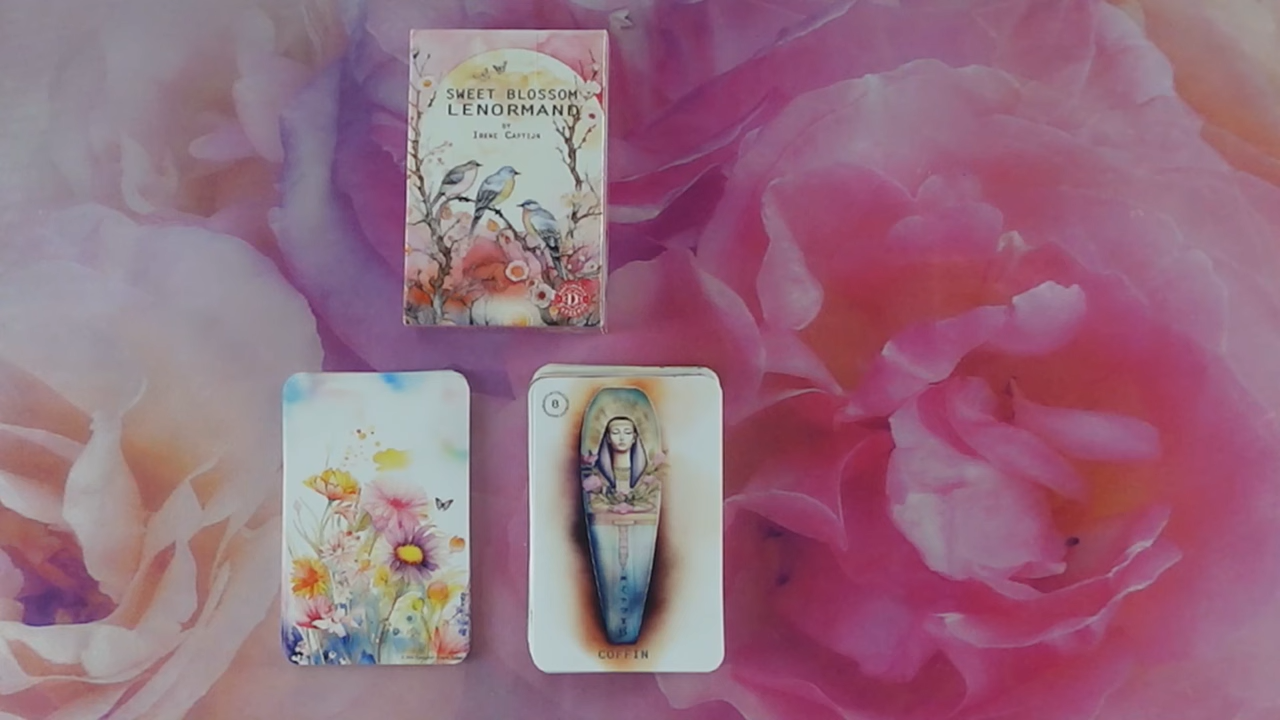 SWEET BLOSSOM
LENORMAND
BY
IRENE CAPTIJN
8
COFFIN